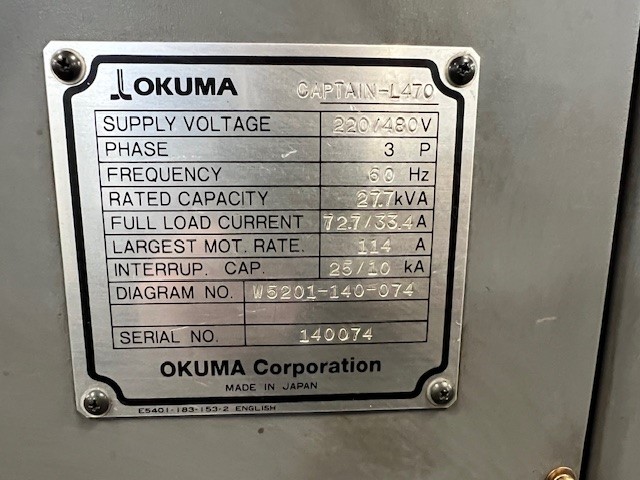 OKUMA CAPTAIN-L470
SUPPLY VOLTAGE 220/480V
PHASE 3 P
FREQUENCY 60 Hz
RATED CAPACITY 27.7kVA
FULL LOAD CURRENT 72.7/33.4A
LARGEST MOT. RATE. 114 A
INTERRUP. CAP. 25/10 kA
DIAGRAM NO. W5201-140-074
SERIAL NO. 140074
OKUMA Corporation
MADE IN JAPAN
E5401-183-153-2 ENGLISH